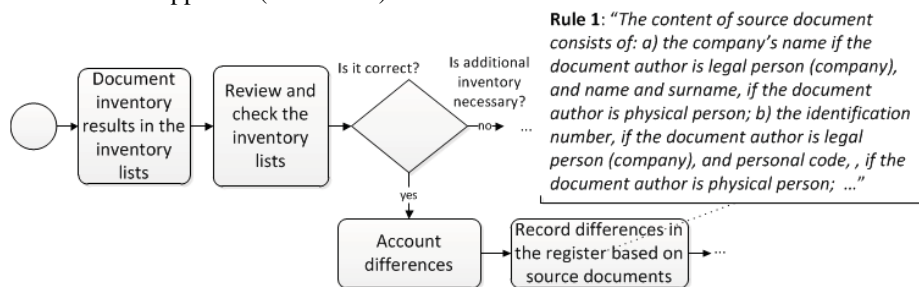 Rule 1: “The content of source document
consists of: a) the company’s name if the
document author is legal person (company),
and name and surname, if the document
author is physical person; b) the identification
number, if the document author is legal
person (company), and personal code, , if the
document author is physical person;  …”
Document
inventory
results in the
inventory
lists
Review and
check the
inventory
lists
Is it correct?
Is additional
inventory
necessary?
no
...
yes
Account
differences
Record differences in
the register based on
source documents
...